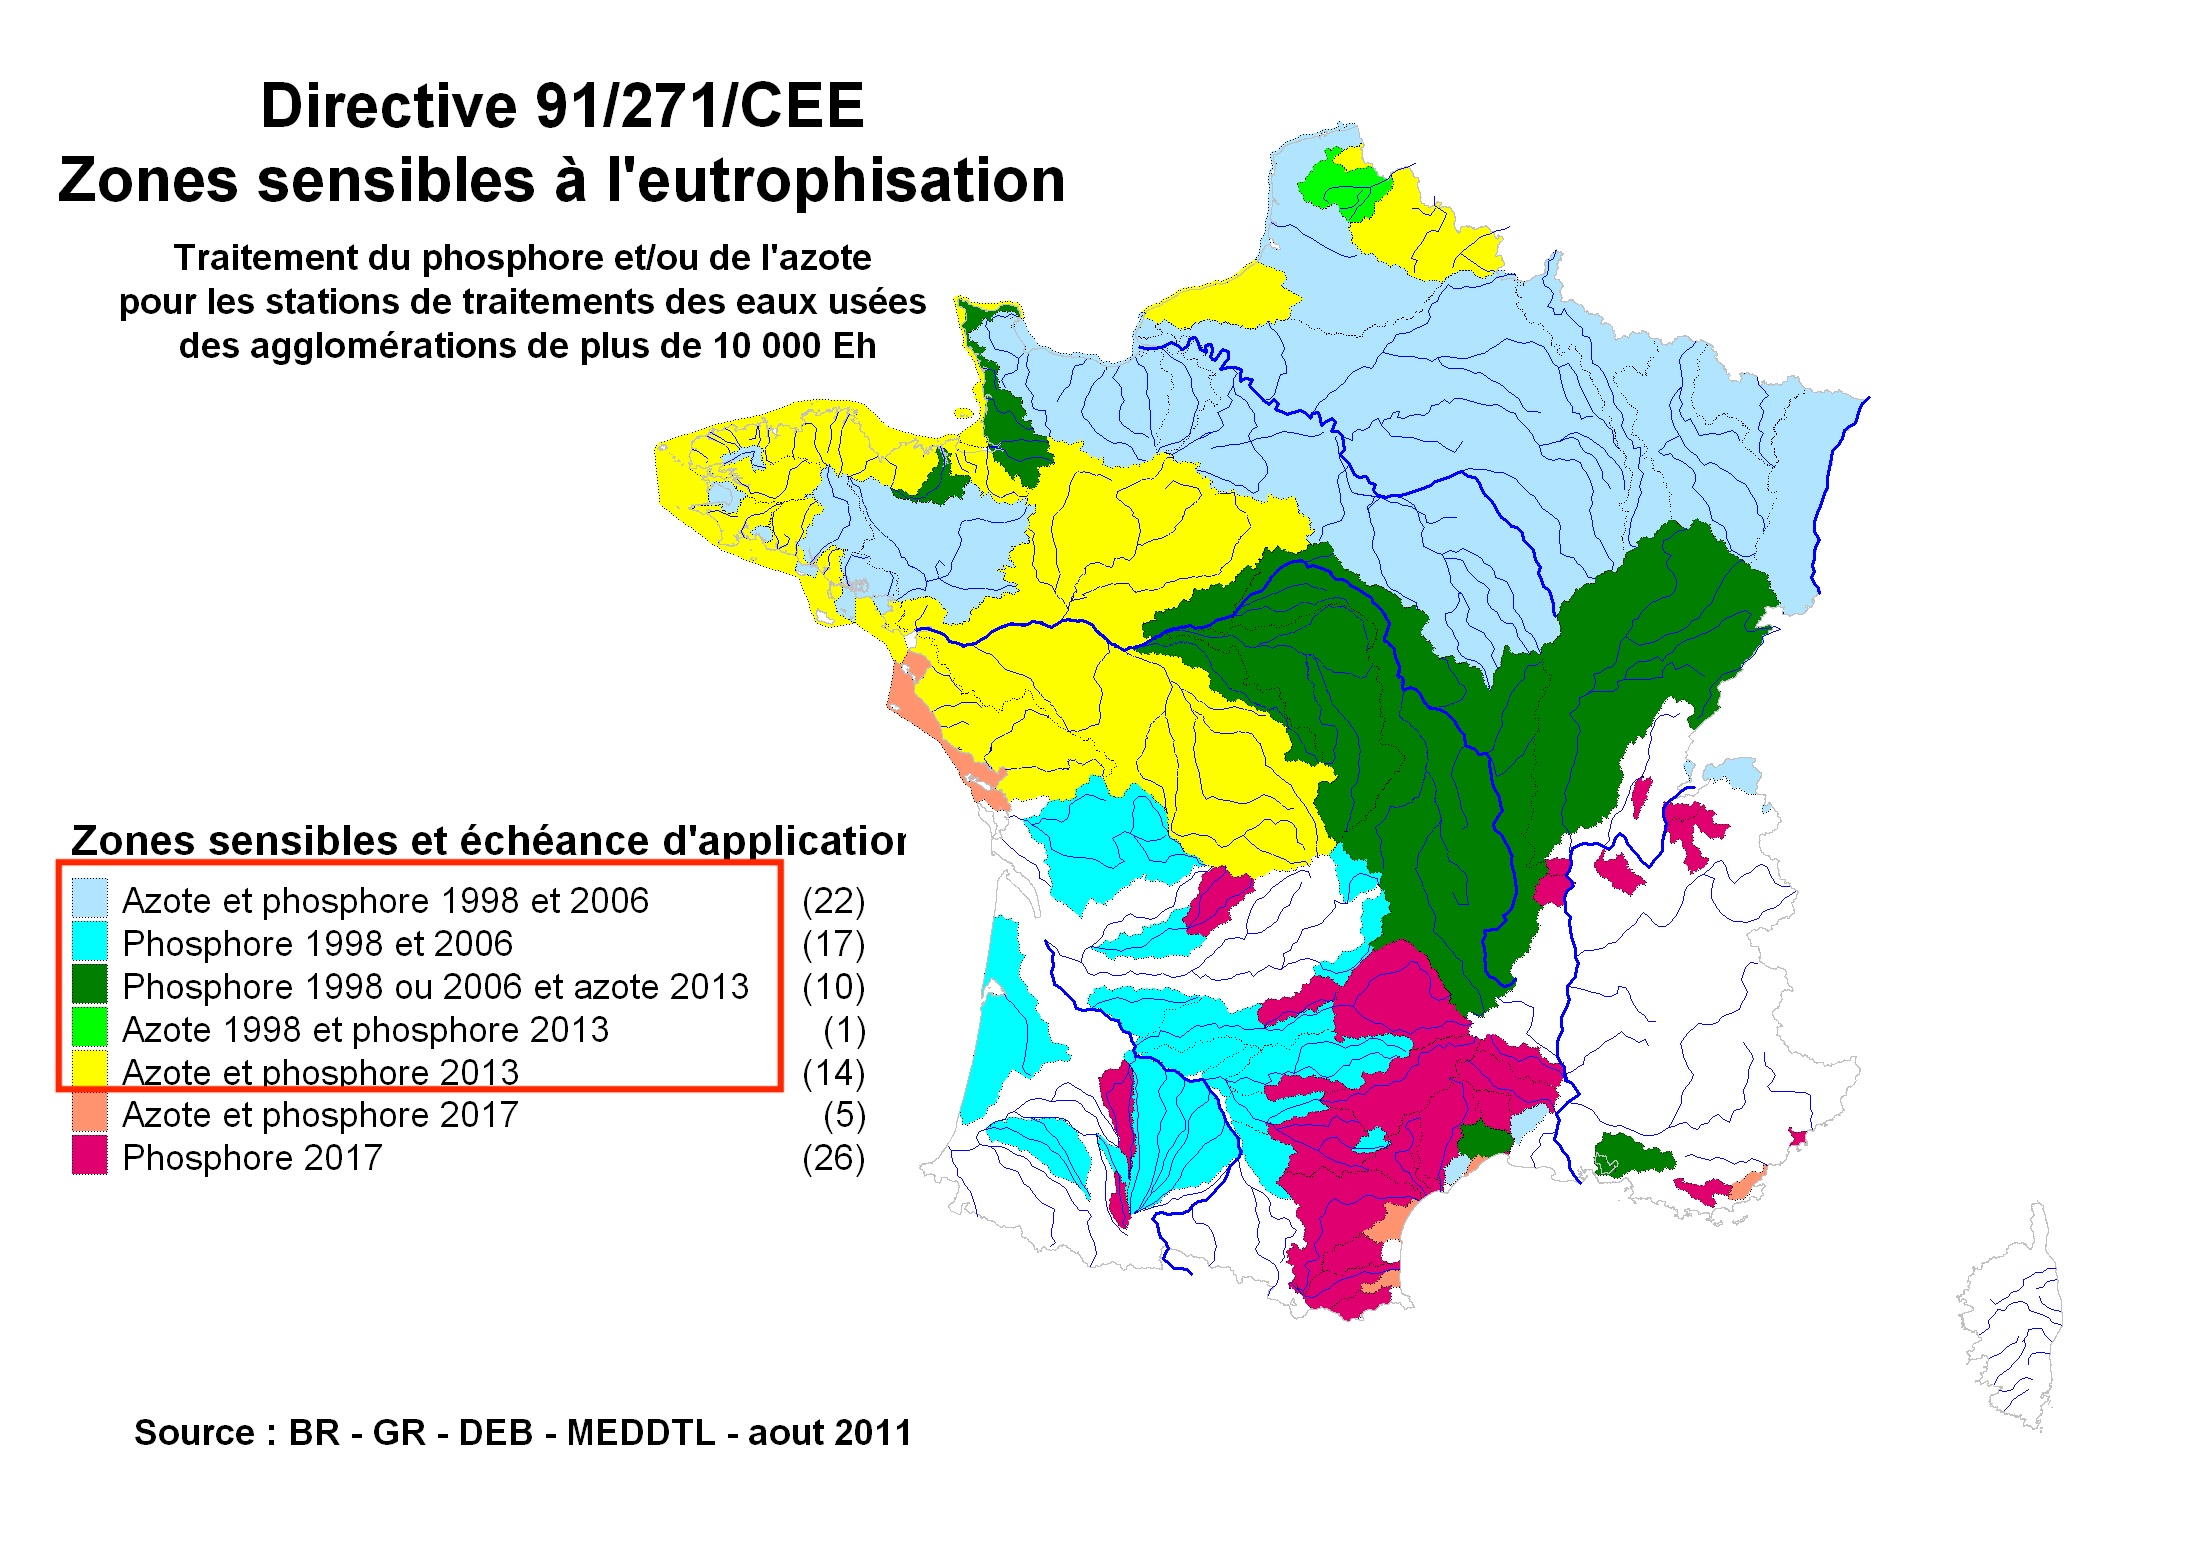 Directive 91/271/CEE
Zones sensibles à l'eutrophisation
Traitement du phosphore et/ou de l'azote
pour les stations de traitements des eaux usées
des agglomérations de plus de 10 000 Eh
Zones sensibles et échéance d'application
Azote et phosphore 1998 et 2006 (22)
Phosphore 1998 et 2006 (17)
Phosphore 1998 ou 2006 et azote 2013 (10)
Azote 1998 et phosphore 2013 (1)
Azote et phosphore 2013 (14)
Azote et phosphore 2017 (5)
Phosphore 2017 (26)
Source : BR - GR - DEB - MEDDTL - aout 2011